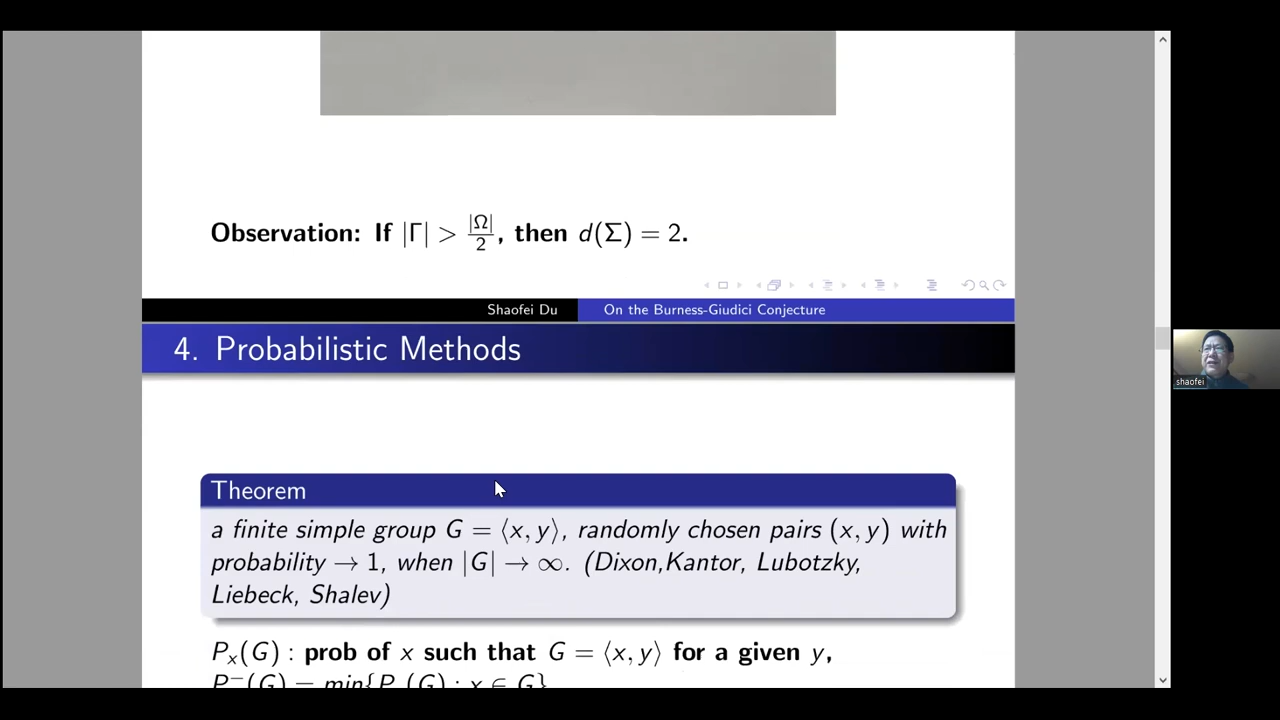 Observation: If |Γ| > |Ω|/2, then d(Σ) = 2.
Shaofei Du On the Burness-Giudici Conjecture
4. Probabilistic Methods
Theorem
a finite simple group G = ⟨x, y⟩, randomly chosen pairs (x, y) with
probability → 1, when |G| → ∞. (Dixon,Kantor, Lubotzky,
Liebeck, Shalev)
P_x(G) : prob of x such that G = ⟨x, y⟩ for a given y,
P^−(G) = min{P_x(G) : x ∈ G}
shaofei